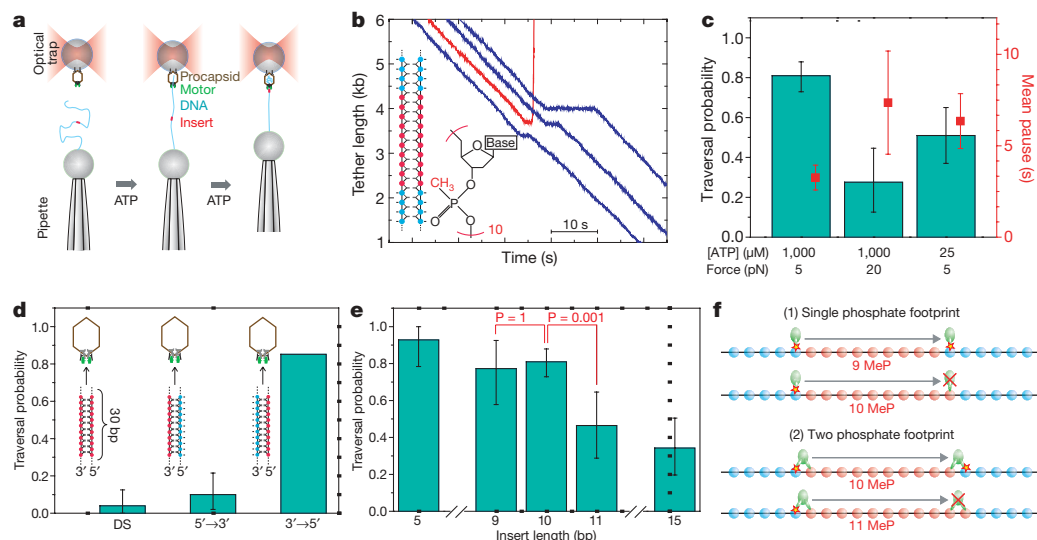 a
Optical
trap
Procapsid
Motor
DNA
Insert
Pipette
ATP
ATP
b
Tether length (kb)
6
5
4
3
2
1
Base
CH3
O
O
P
O
O
10
10 s
Time (s)
c
Traversal probability
1.0
0.8
0.6
0.4
0.2
0.0
10
5
0
Mean pause (s)
[ATP] (µM) 1,000 1,000 25
Force (pN) 5 20 5
d
Traversal probability
1.0
0.8
0.6
0.4
0.2
0.0
30 bp
3′ 5′
3′ 5′
3′ 5′
DS 5′→3′ 3′→5′
e
Traversal probability
1.0
0.8
0.6
0.4
0.2
0.0
P = 1
P = 0.001
5 9 10 11 15
Insert length (bp)
f
(1) Single phosphate footprint
9 MeP
10 MeP
(2) Two phosphate footprint
10 MeP
11 MeP